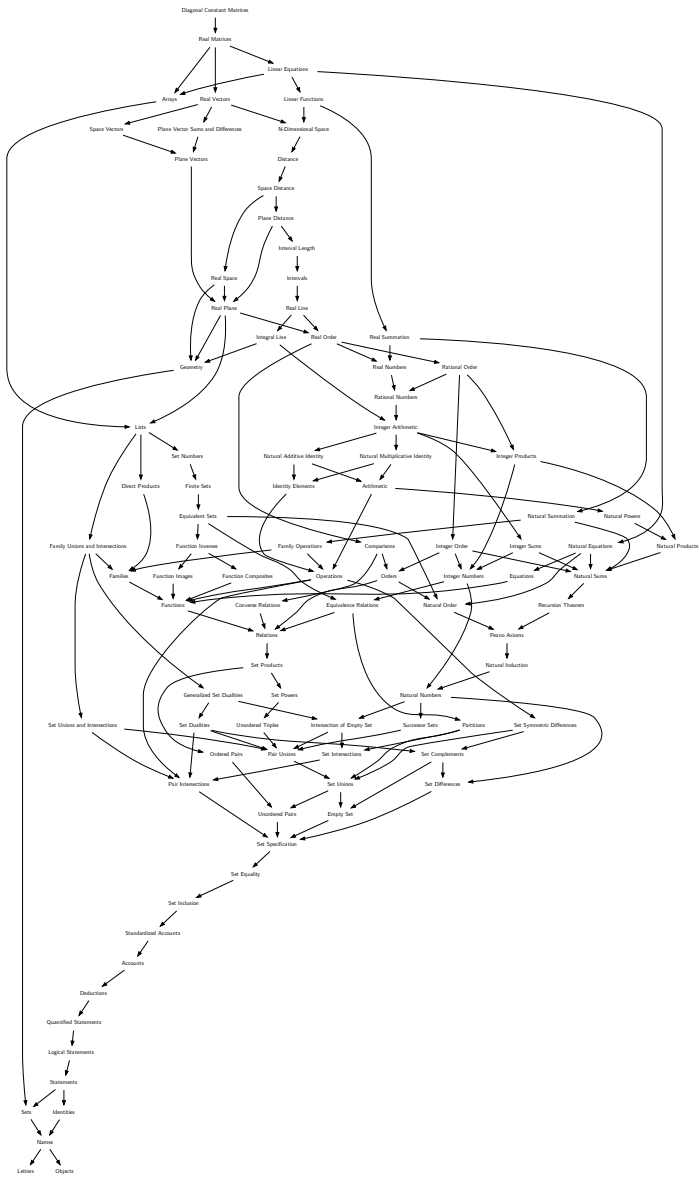 Diagonal Constant Matrices
Real Matrices
Linear Equations
Arrays
Real Vectors
Linear Functions
Space Vectors
Plane Vector Sums and Differences
N-Dimensional Space
Plane Vectors
Distance
Space Distance
Plane Distance
Interval Length
Real Space
Intervals
Real Plane
Real Line
Integral Line
Real Order
Real Summation
Geometry
Real Numbers
Rational Order
Rational Numbers
Lists
Integer Arithmetic
Set Numbers
Natural Additive Identity
Natural Multiplicative Identity
Integer Products
Direct Products
Finite Sets
Identity Elements
Arithmetic
Equivalent Sets
Natural Summation
Natural Powers
Family Unions and Intersections
Function Inverses
Family Operations
Comparisons
Integer Order
Integer Sums
Natural Equations
Natural Products
Families
Function Images
Function Composites
Operations
Orders
Integer Numbers
Equations
Natural Sums
Functions
Converse Relations
Equivalence Relations
Natural Order
Recursion Theorem
Relations
Peano Axioms
Set Products
Natural Induction
Generalized Set Dualities
Set Powers
Natural Numbers
Set Unions and Intersections
Set Dualities
Unordered Triples
Intersection of Empty Set
Successor Sets
Partitions
Set Symmetric Differences
Ordered Pairs
Pair Unions
Set Intersections
Set Complements
Pair Intersections
Set Unions
Set Differences
Unordered Pairs
Empty Set
Set Specification
Set Equality
Set Inclusion
Standardized Accounts
Accounts
Deductions
Quantified Statements
Logical Statements
Statements
Sets
Identities
Names
Letters
Objects